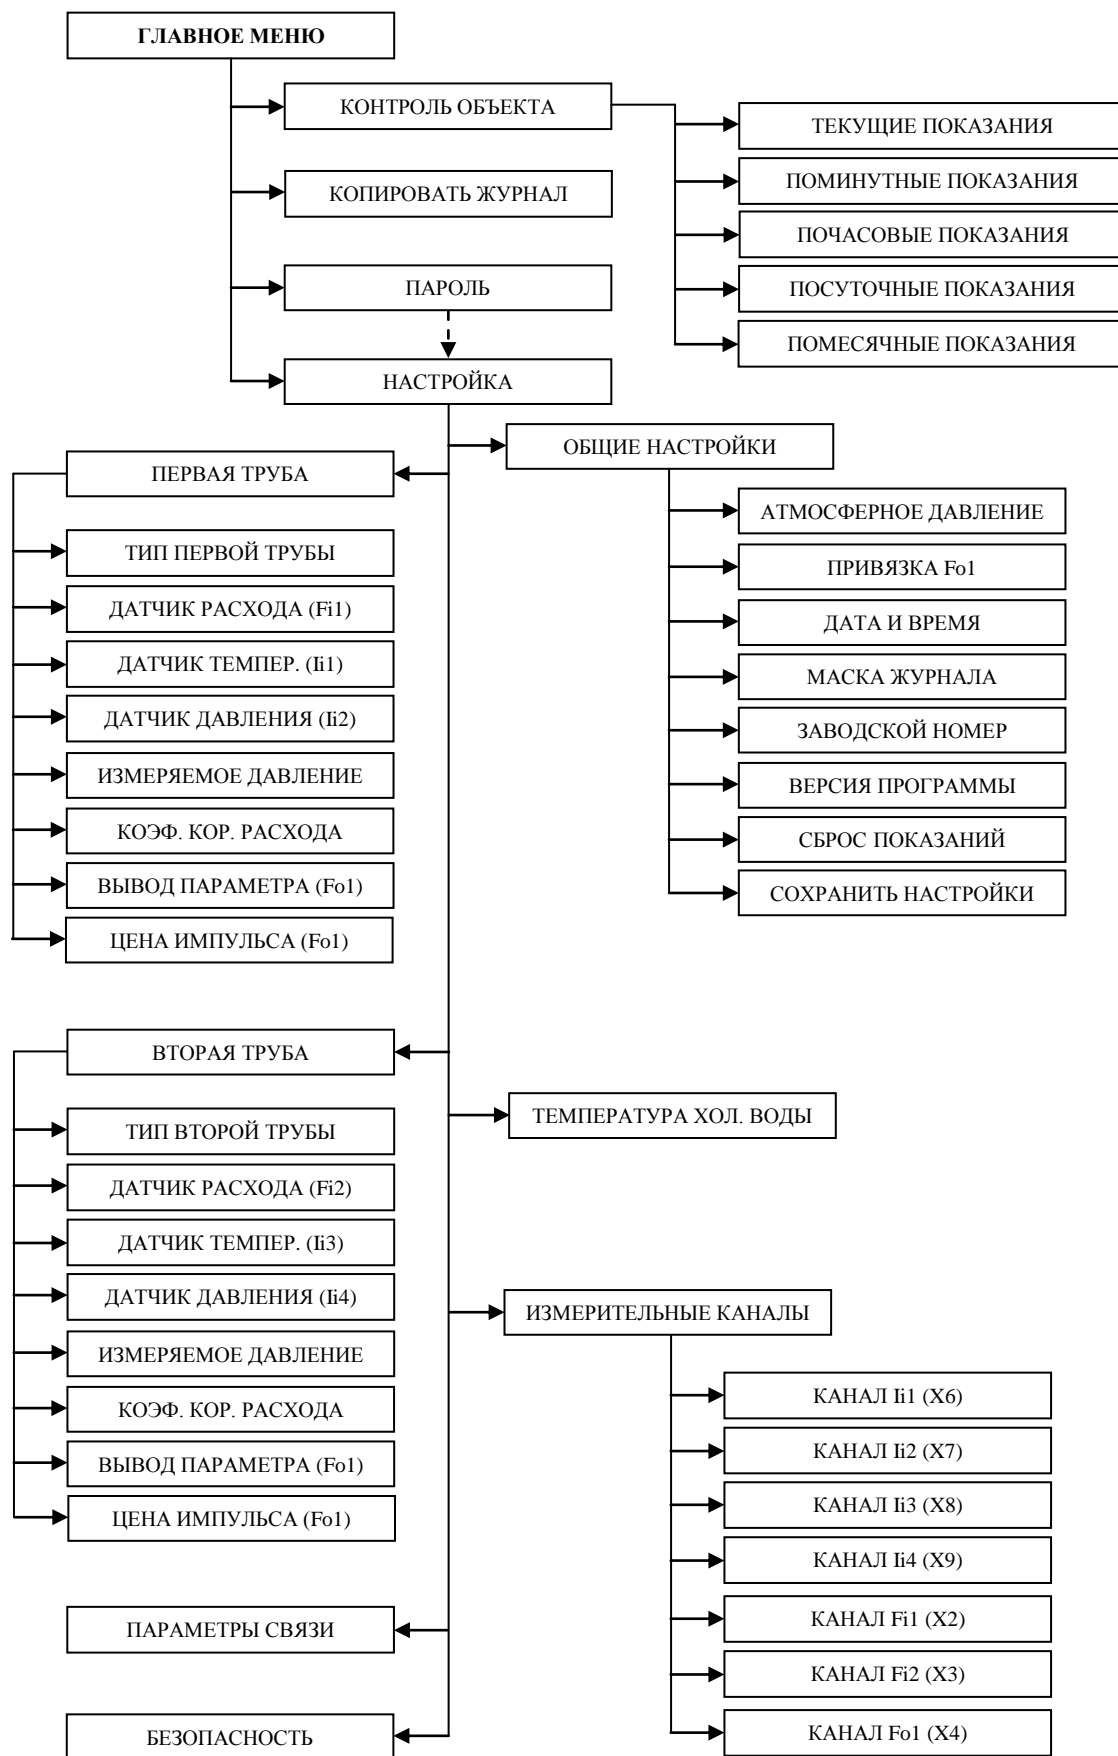 ГЛАВНОЕ МЕНЮ
КОНТРОЛЬ ОБЪЕКТА
ТЕКУЩИЕ ПОКАЗАНИЯ
ПОМИНУТНЫЕ ПОКАЗАНИЯ
ПОЧАСОВЫЕ ПОКАЗАНИЯ
ПОСУТОЧНЫЕ ПОКАЗАНИЯ
ПОМЕСЯЧНЫЕ ПОКАЗАНИЯ
КОПИРОВАТЬ ЖУРНАЛ
ПАРОЛЬ
НАСТРОЙКА
ОБЩИЕ НАСТРОЙКИ
АТМОСФЕРНОЕ ДАВЛЕНИЕ
ПРИВЯЗКА Fo1
ДАТА И ВРЕМЯ
МАСКА ЖУРНАЛА
ЗАВОДСКОЙ НОМЕР
ВЕРСИЯ ПРОГРАММЫ
СБРОС ПОКАЗАНИЙ
СОХРАНИТЬ НАСТРОЙКИ
ПЕРВАЯ ТРУБА
ТИП ПЕРВОЙ ТРУБЫ
ДАТЧИК РАСХОДА (Fi1)
ДАТЧИК ТЕМПЕР. (Ii1)
ДАТЧИК ДАВЛЕНИЯ (Ii2)
ИЗМЕРЯЕМОЕ ДАВЛЕНИЕ
КОЭФ. КОР. РАСХОДА
ВЫВОД ПАРАМЕТРА (Fo1)
ЦЕНА ИМПУЛЬСА (Fo1)
ВТОРАЯ ТРУБА
ТИП ВТОРОЙ ТРУБЫ
ДАТЧИК РАСХОДА (Fi2)
ДАТЧИК ТЕМПЕР. (Ii3)
ДАТЧИК ДАВЛЕНИЯ (Ii4)
ИЗМЕРЯЕМОЕ ДАВЛЕНИЕ
КОЭФ. КОР. РАСХОДА
ВЫВОД ПАРАМЕТРА (Fo1)
ЦЕНА ИМПУЛЬСА (Fo1)
ТЕМПЕРАТУРА ХОЛ. ВОДЫ
ИЗМЕРИТЕЛЬНЫЕ КАНАЛЫ
КАНАЛ Ii1 (X6)
КАНАЛ Ii2 (X7)
КАНАЛ Ii3 (X8)
КАНАЛ Ii4 (X9)
КАНАЛ Fi1 (X2)
КАНАЛ Fi2 (X3)
КАНАЛ Fo1 (X4)
ПАРАМЕТРЫ СВЯЗИ
БЕЗОПАСНОСТЬ